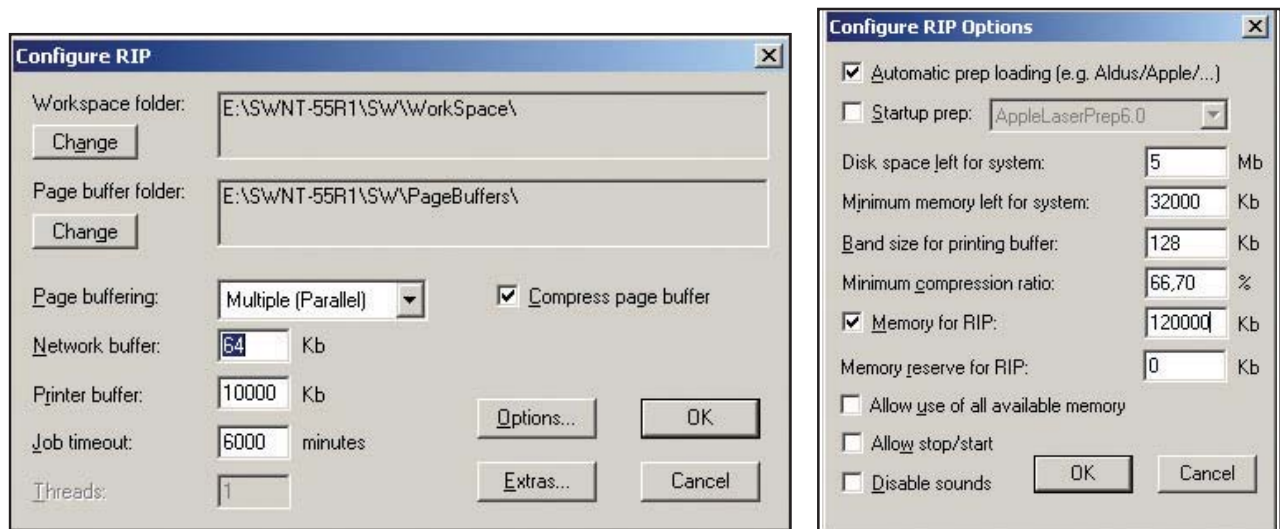 Configure RIP
Workspace folder:
E:\SWNT-55R1\SW\WorkSpace\
Change
Page buffer folder:
E:\SWNT-55R1\SW\PageBuffers\
Change
Page buffering: Multiple (Parallel) Compress page buffer
Network buffer: 64 Kb
Printer buffer: 10000 Kb
Options... OK
Job timeout: 6000 minutes
Extras... Cancel
Threads: 1
Configure RIP Options
Automatic prep loading (e.g. Aldus/Apple/...)
Startup prep: AppleLaserPrep6.0
Disk space left for system: 5 Mb
Minimum memory left for system: 32000 Kb
Band size for printing buffer: 128 Kb
Minimum compression ratio: 66,70 %
Memory for RIP: 120000 Kb
Memory reserve for RIP: 0 Kb
Allow use of all available memory
Allow stop/start
Disable sounds OK Cancel